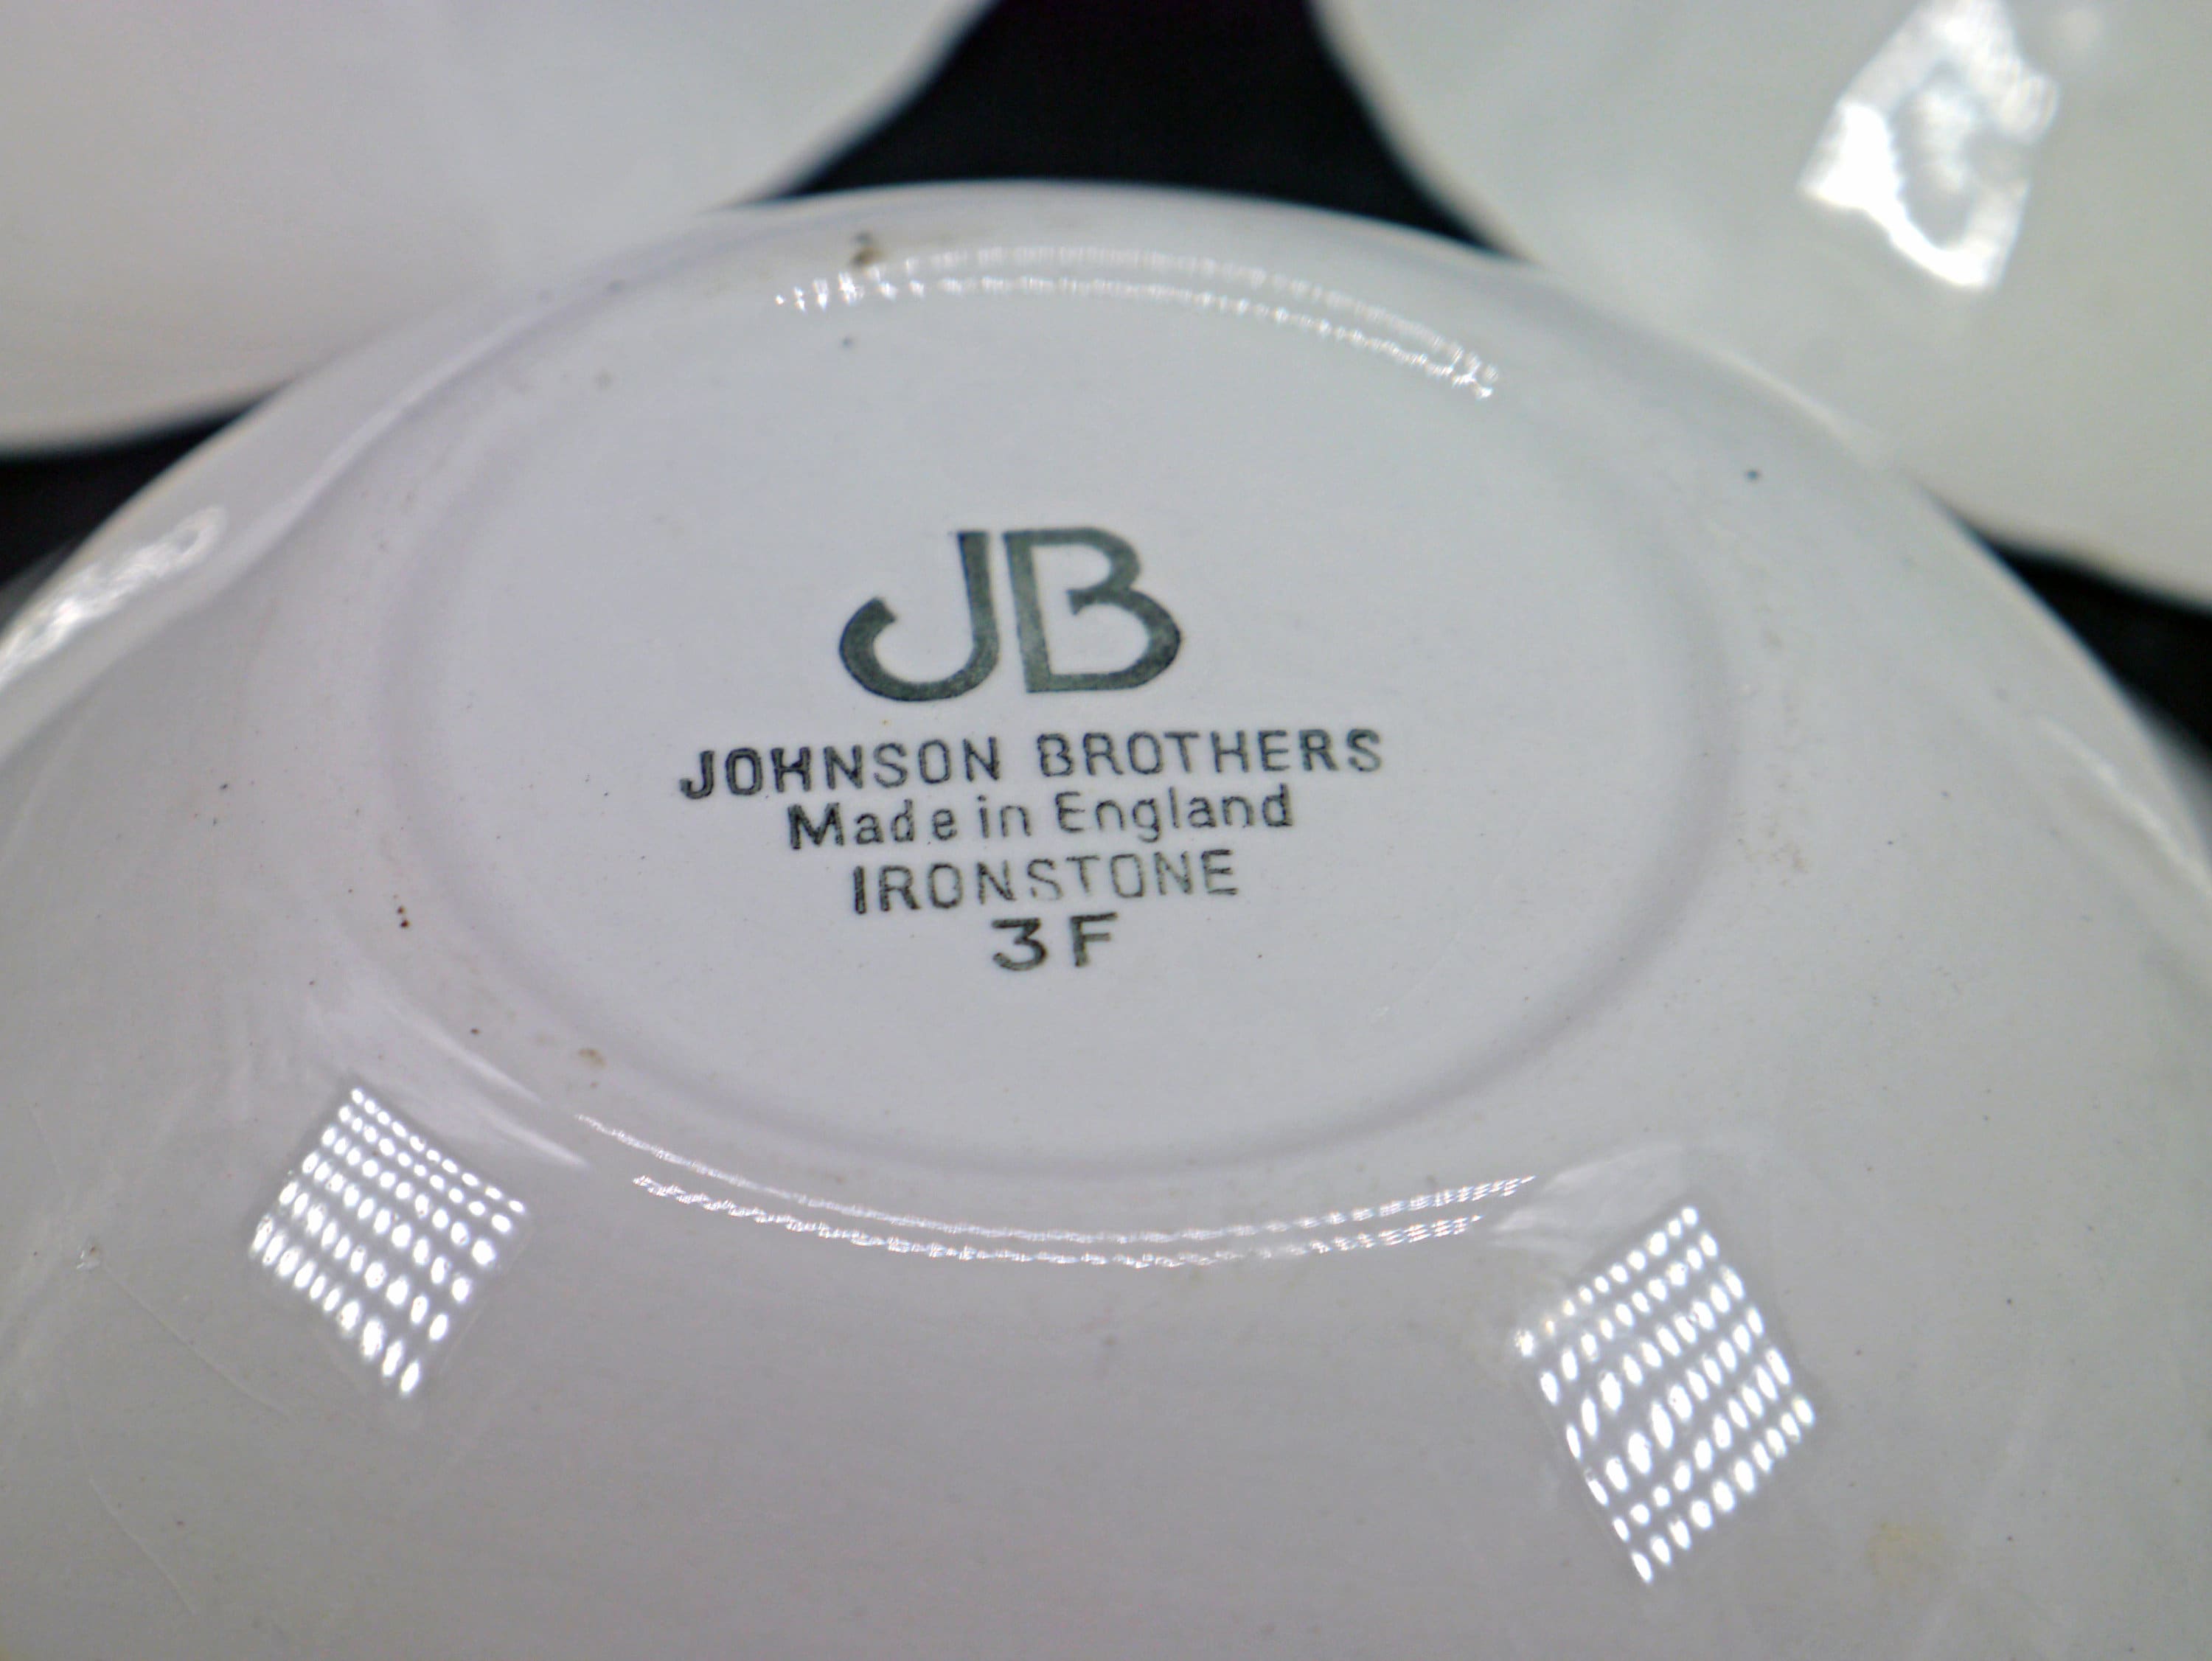 JB
JOHNSON BROTHERS
Made in England
IRONSTONE
3F